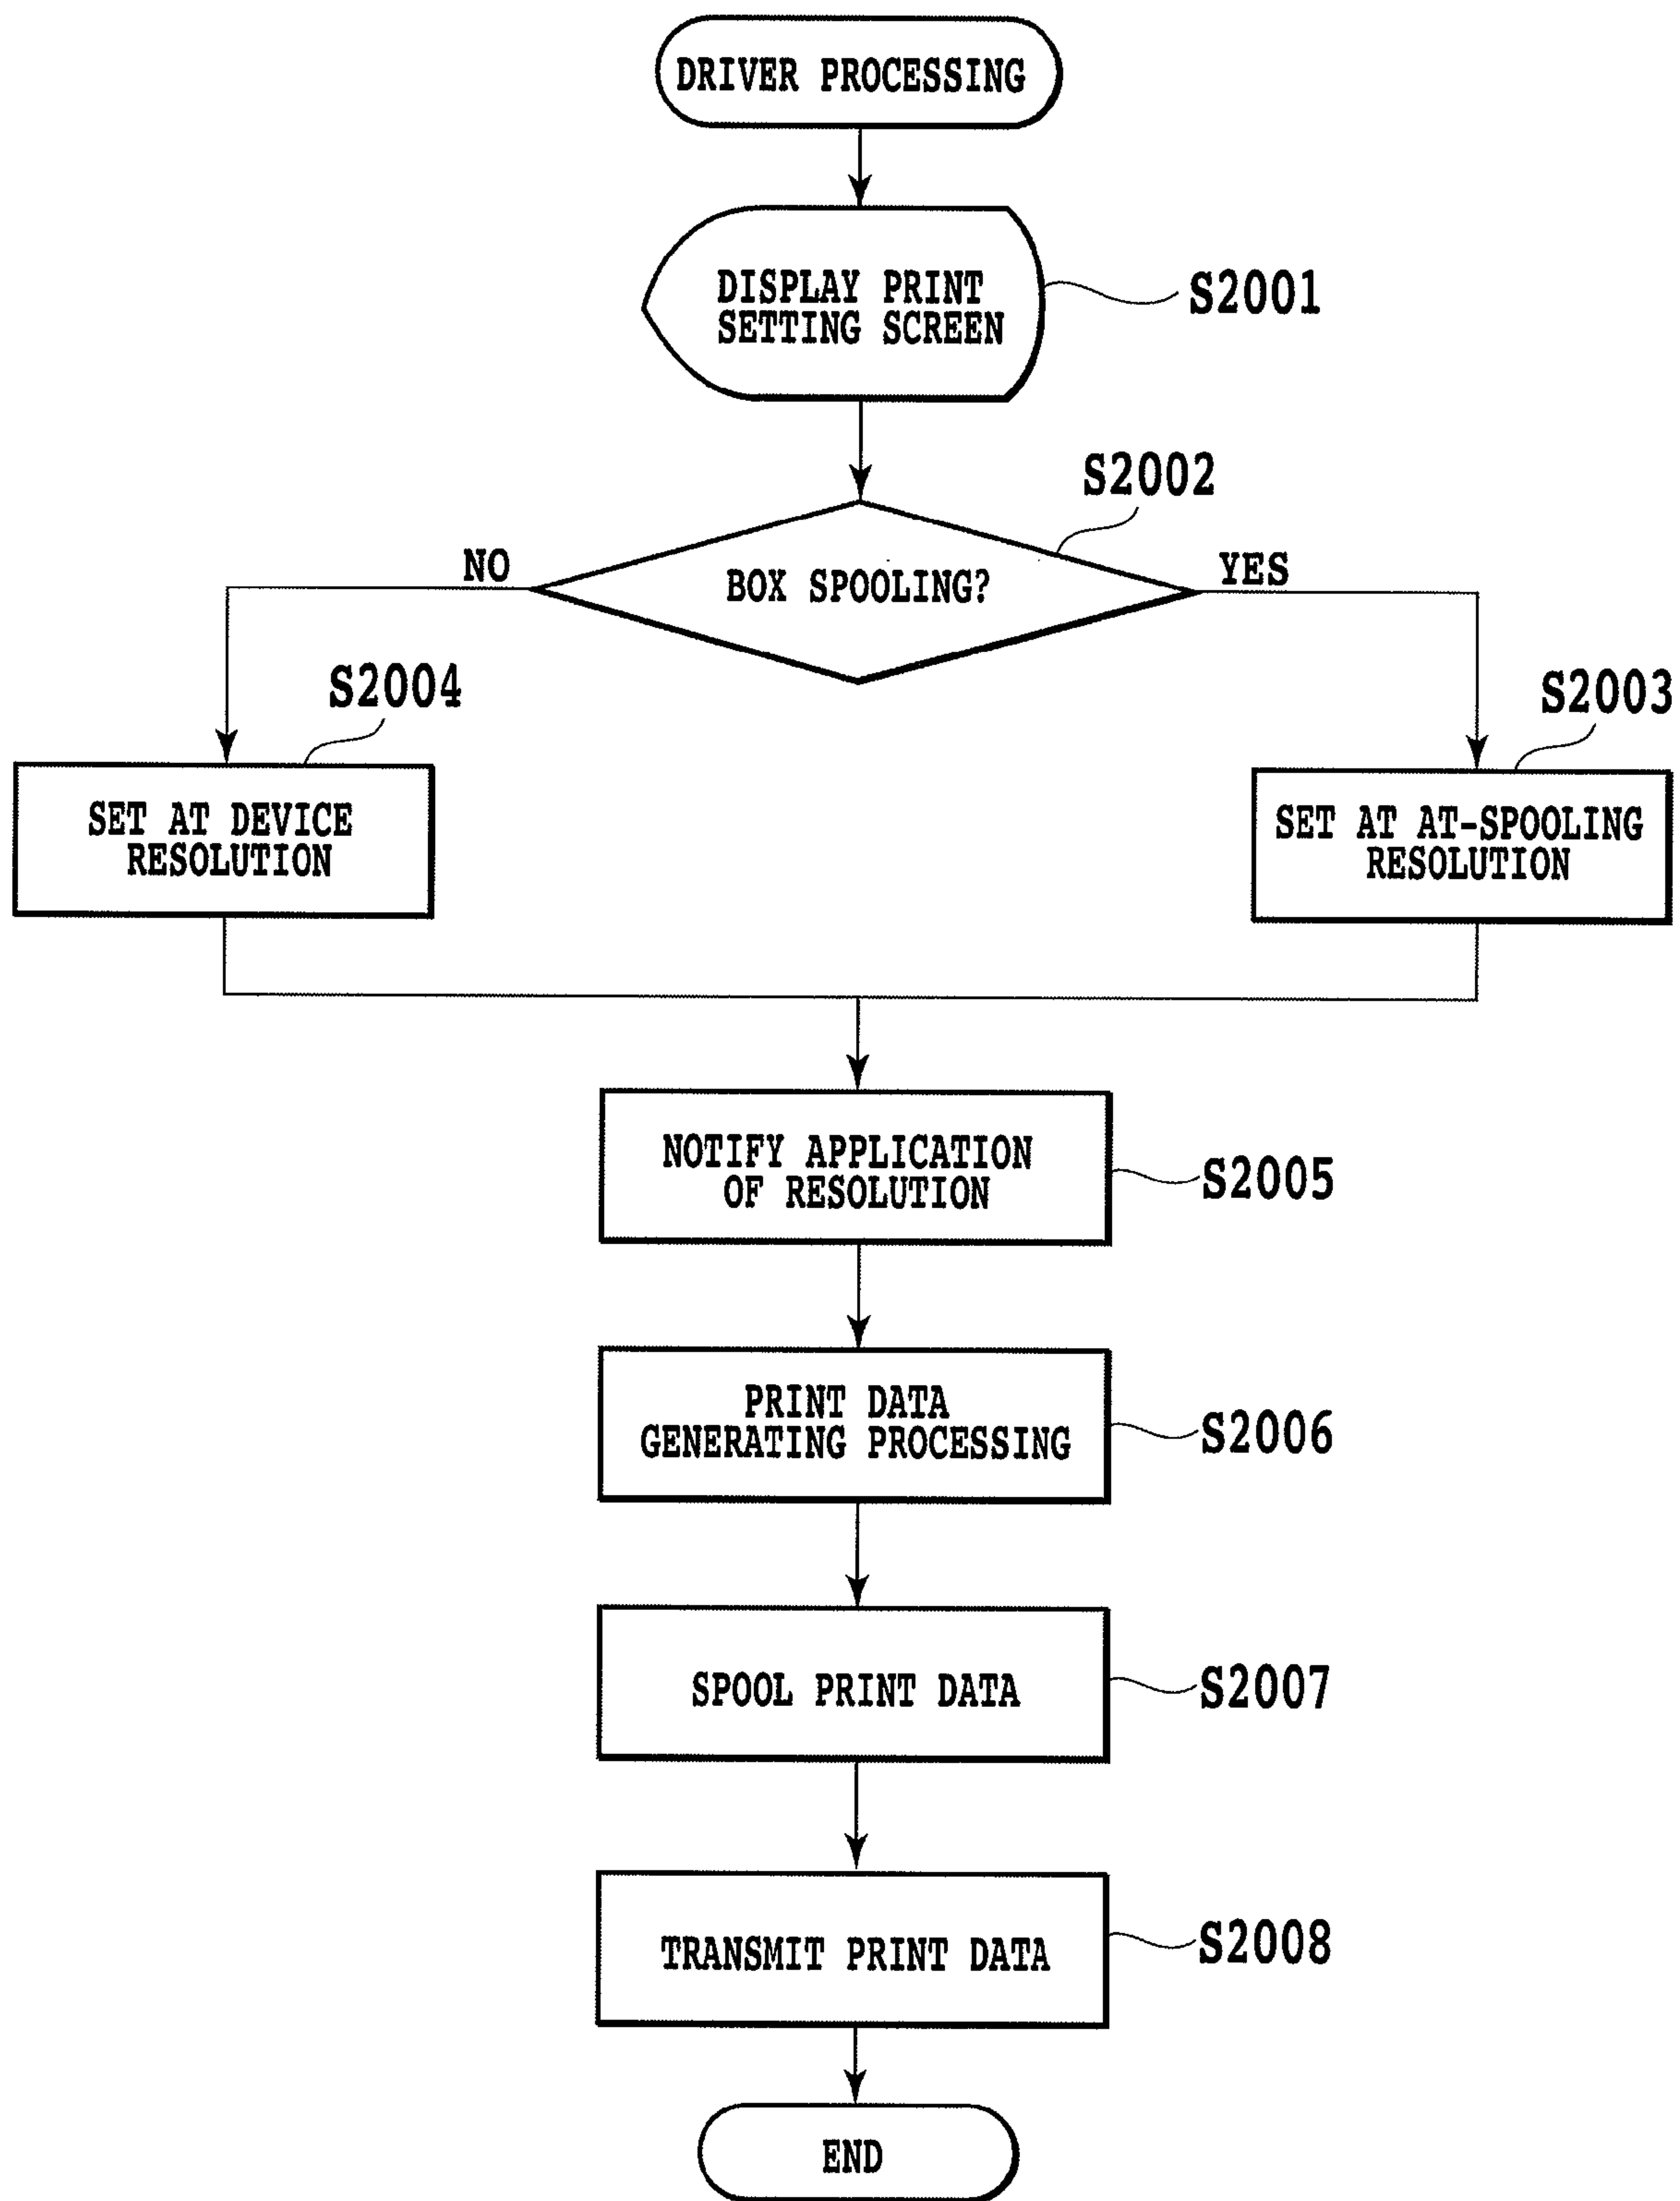 DRIVER PROCESSING
DISPLAY PRINT
SETTING SCREEN
S2001
S2002
NO
BOX SPOOLING?
YES
S2004
S2003
SET AT DEVICE
RESOLUTION
SET AT AT-SPOOLING
RESOLUTION
NOTIFY APPLICATION
OF RESOLUTION
S2005
PRINT DATA
GENERATING PROCESSING
S2006
SPOOL PRINT DATA
S2007
TRANSMIT PRINT DATA
S2008
END